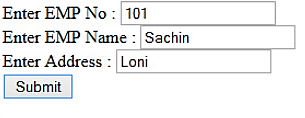 Enter EMP No : 101
Enter EMP Name : Sachin
Enter Address : Loni
Submit